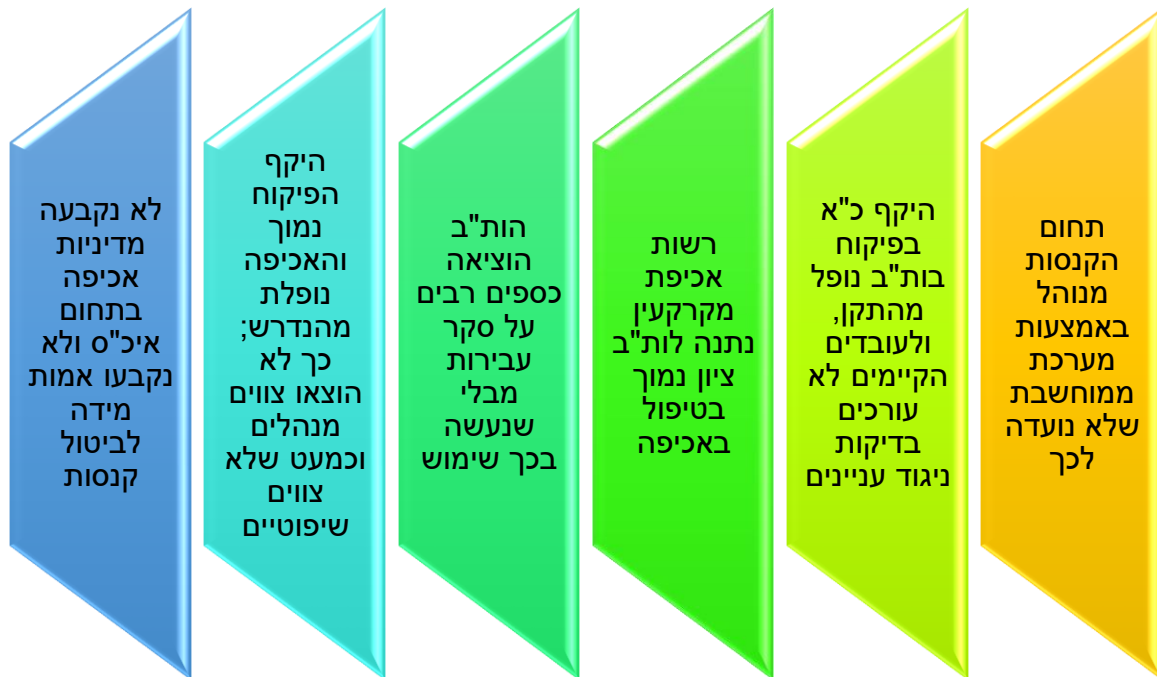 תחום
הקנסות
מנוהל
באמצעות
מערכת
ממוחשבת
שלא נועדה
לכך
היקף כ"א
בפיקוח
בות"ב נופל
מהתקן,
ולעובדים
הקיימים לא
עורכים
בדיקות
ניגוד עניינים
רשות
אכיפת
מקרקעין
נתנה לות"ב
ציון נמוך
בטיפול
באכיפה
הות"ב
הוציאה
כספים רבים
על סקר
עבירות
מבלי
שנעשה
בכך שימוש
היקף
הפיקוח
נמוך
והאכיפה
נופלת
מהנדרש;
כך לא
הוצאו צווים
מנהלים
וכמעט שלא
צווים
שיפוטיים
לא נקבעה
מדיניות
אכיפה
בתחום
איכ"ס ולא
נקבעו אמות
מידה
לביטול
קנסות